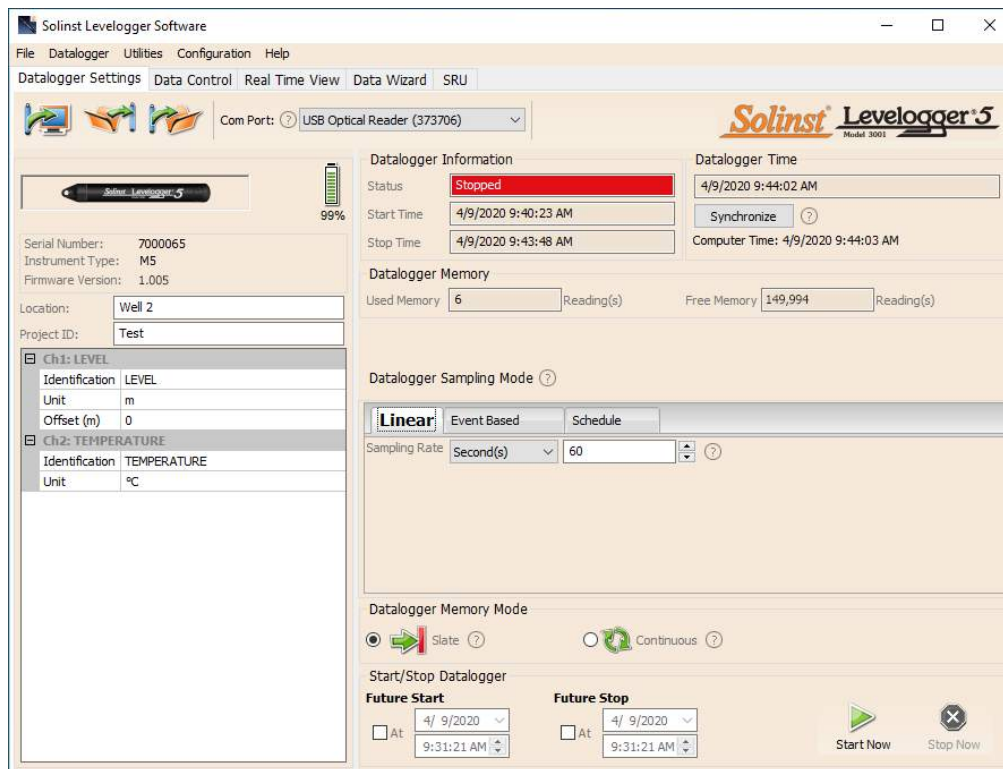 Solinst Levelogger Software
File Datalogger Utilities Configuration Help
Datalogger Settings Data Control Real Time View Data Wizard SRU
Com Port: ? USB Optical Reader (373706)
Solinst Levelogger 5
Model 3001
Solinst Levelogger 5
99%
Serial Number: 7000065
Instrument Type: M5
Firmware Version: 1.005
Location: Well 2
Project ID: Test
Ch1: LEVEL
Identification LEVEL
Unit m
Offset (m) 0
Ch2: TEMPERATURE
Identification TEMPERATURE
Unit ºC
Datalogger Information
Status Stopped
Start Time 4/9/2020 9:40:23 AM
Stop Time 4/9/2020 9:43:48 AM
Datalogger Time
4/9/2020 9:44:02 AM
Synchronize ?
Computer Time: 4/9/2020 9:44:03 AM
Datalogger Memory
Used Memory 6 Reading(s) Free Memory 149,994 Reading(s)
Datalogger Sampling Mode ?
Linear Event Based Schedule
Sampling Rate Second(s) 60 ?
Datalogger Memory Mode
Slate ? Continuous ?
Start/Stop Datalogger
Future Start
At 4/ 9/2020
9:31:21 AM
Future Stop
At 4/ 9/2020
9:31:21 AM
Start Now Stop Now